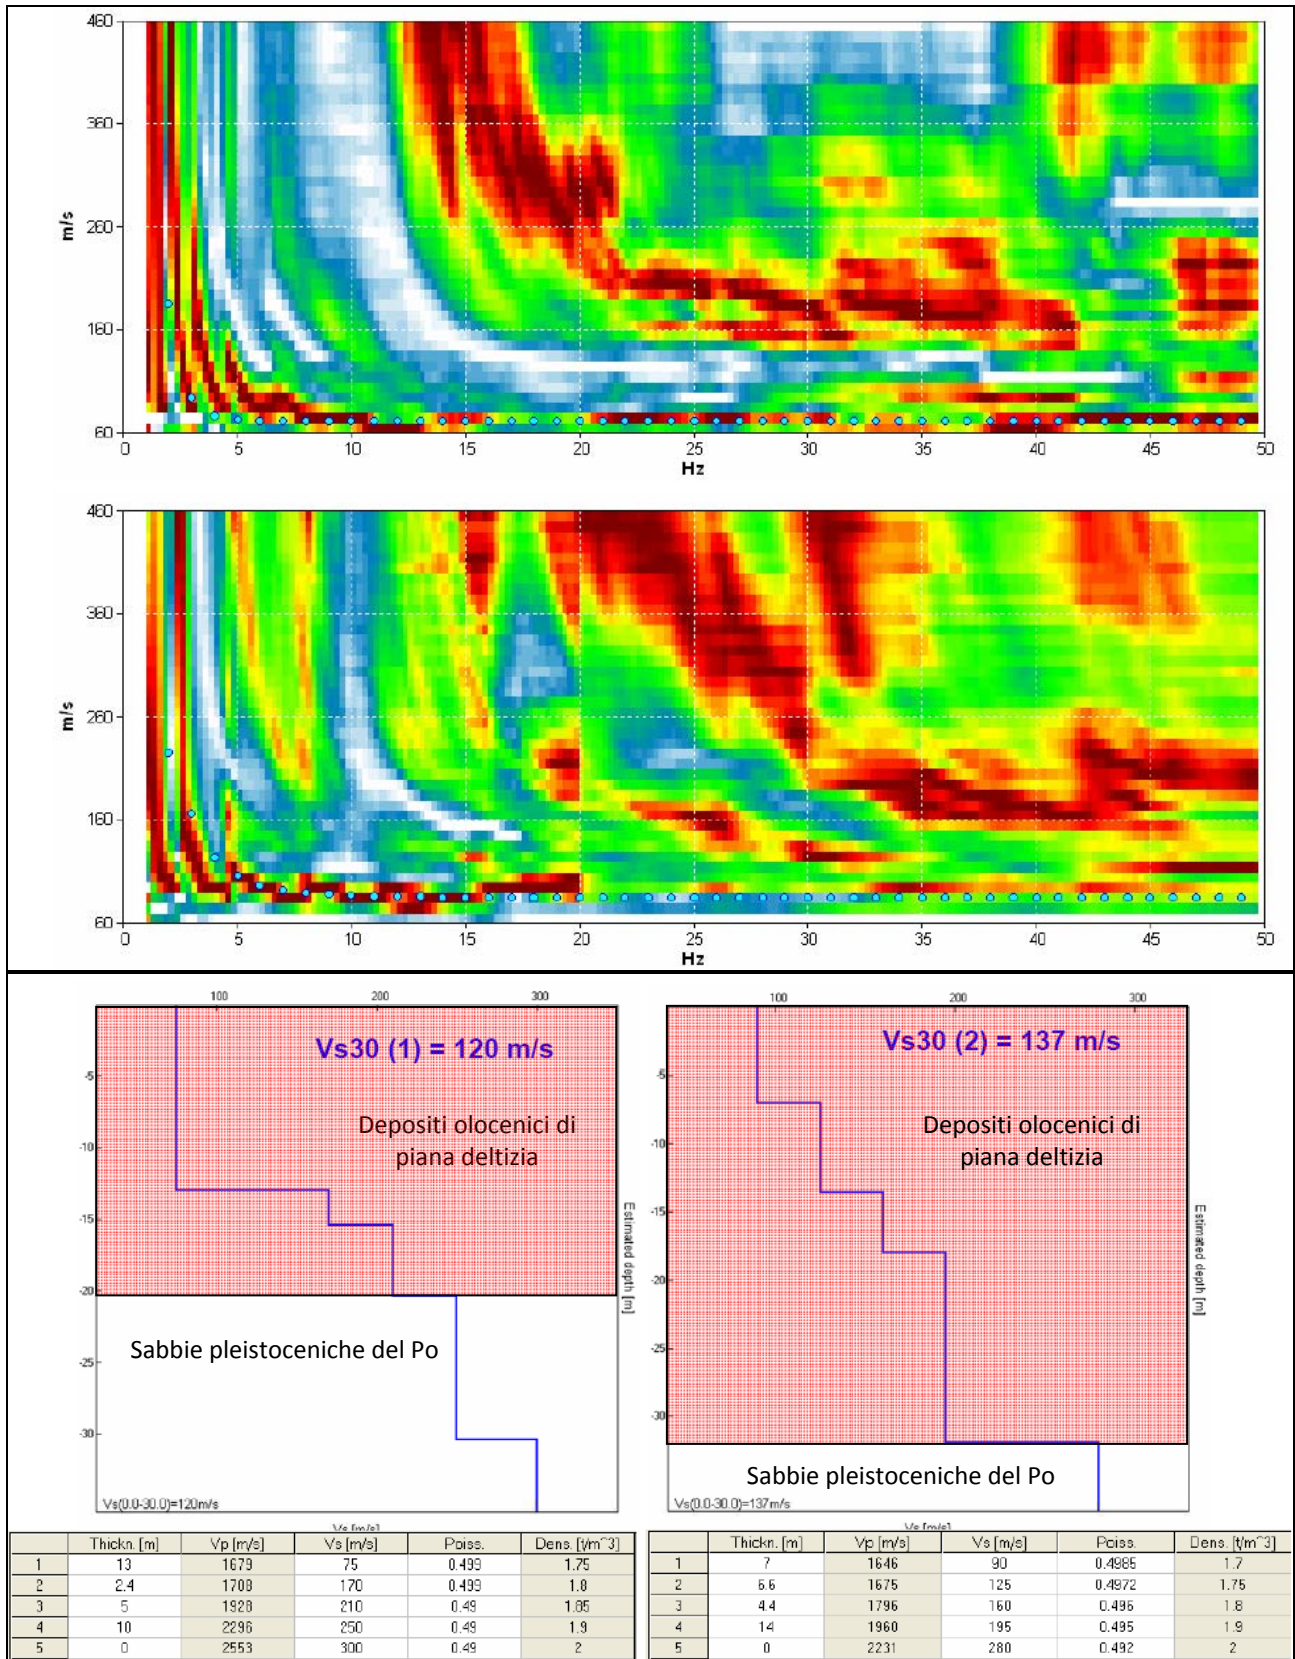 460
360
m/s
260
160
60
0 5 10 15 20 25 30 35 40 45 50
Hz
460
360
m/s
260
160
60
0 5 10 15 20 25 30 35 40 45 50
Hz
100 200 300
Vs30 (1) = 120 m/s
-5
Depositi olocenici di
piana deltizia
-10
-15
Estimated depth [m]
-20
Sabbie pleistoceniche del Po
-25
-30
Vs(0.0-30.0)=120m/s
Vs [m/s]
100 200 300
Vs30 (2) = 137 m/s
-5
Depositi olocenici di
piana deltizia
-10
-15
Estimated depth [m]
-20
-25
-30
Sabbie pleistoceniche del Po
Vs(0.0-30.0)=137m/s
Vs [m/s]
Thickn. [m] Vp [m/s] Vs [m/s] Poiss. Dens. [t/m^3]
1 13 1679 75 0.499 1.75
2 2.4 1708 170 0.499 1.8
3 5 1928 210 0.49 1.85
4 10 2296 250 0.49 1.9
5 0 2553 300 0.49 2
Thickn. [m] Vp [m/s] Vs [m/s] Poiss. Dens. [t/m^3]
1 7 1646 90 0.4985 1.7
2 6.6 1675 125 0.4972 1.75
3 4.4 1796 160 0.496 1.8
4 14 1960 195 0.495 1.9
5 0 2231 280 0.492 2